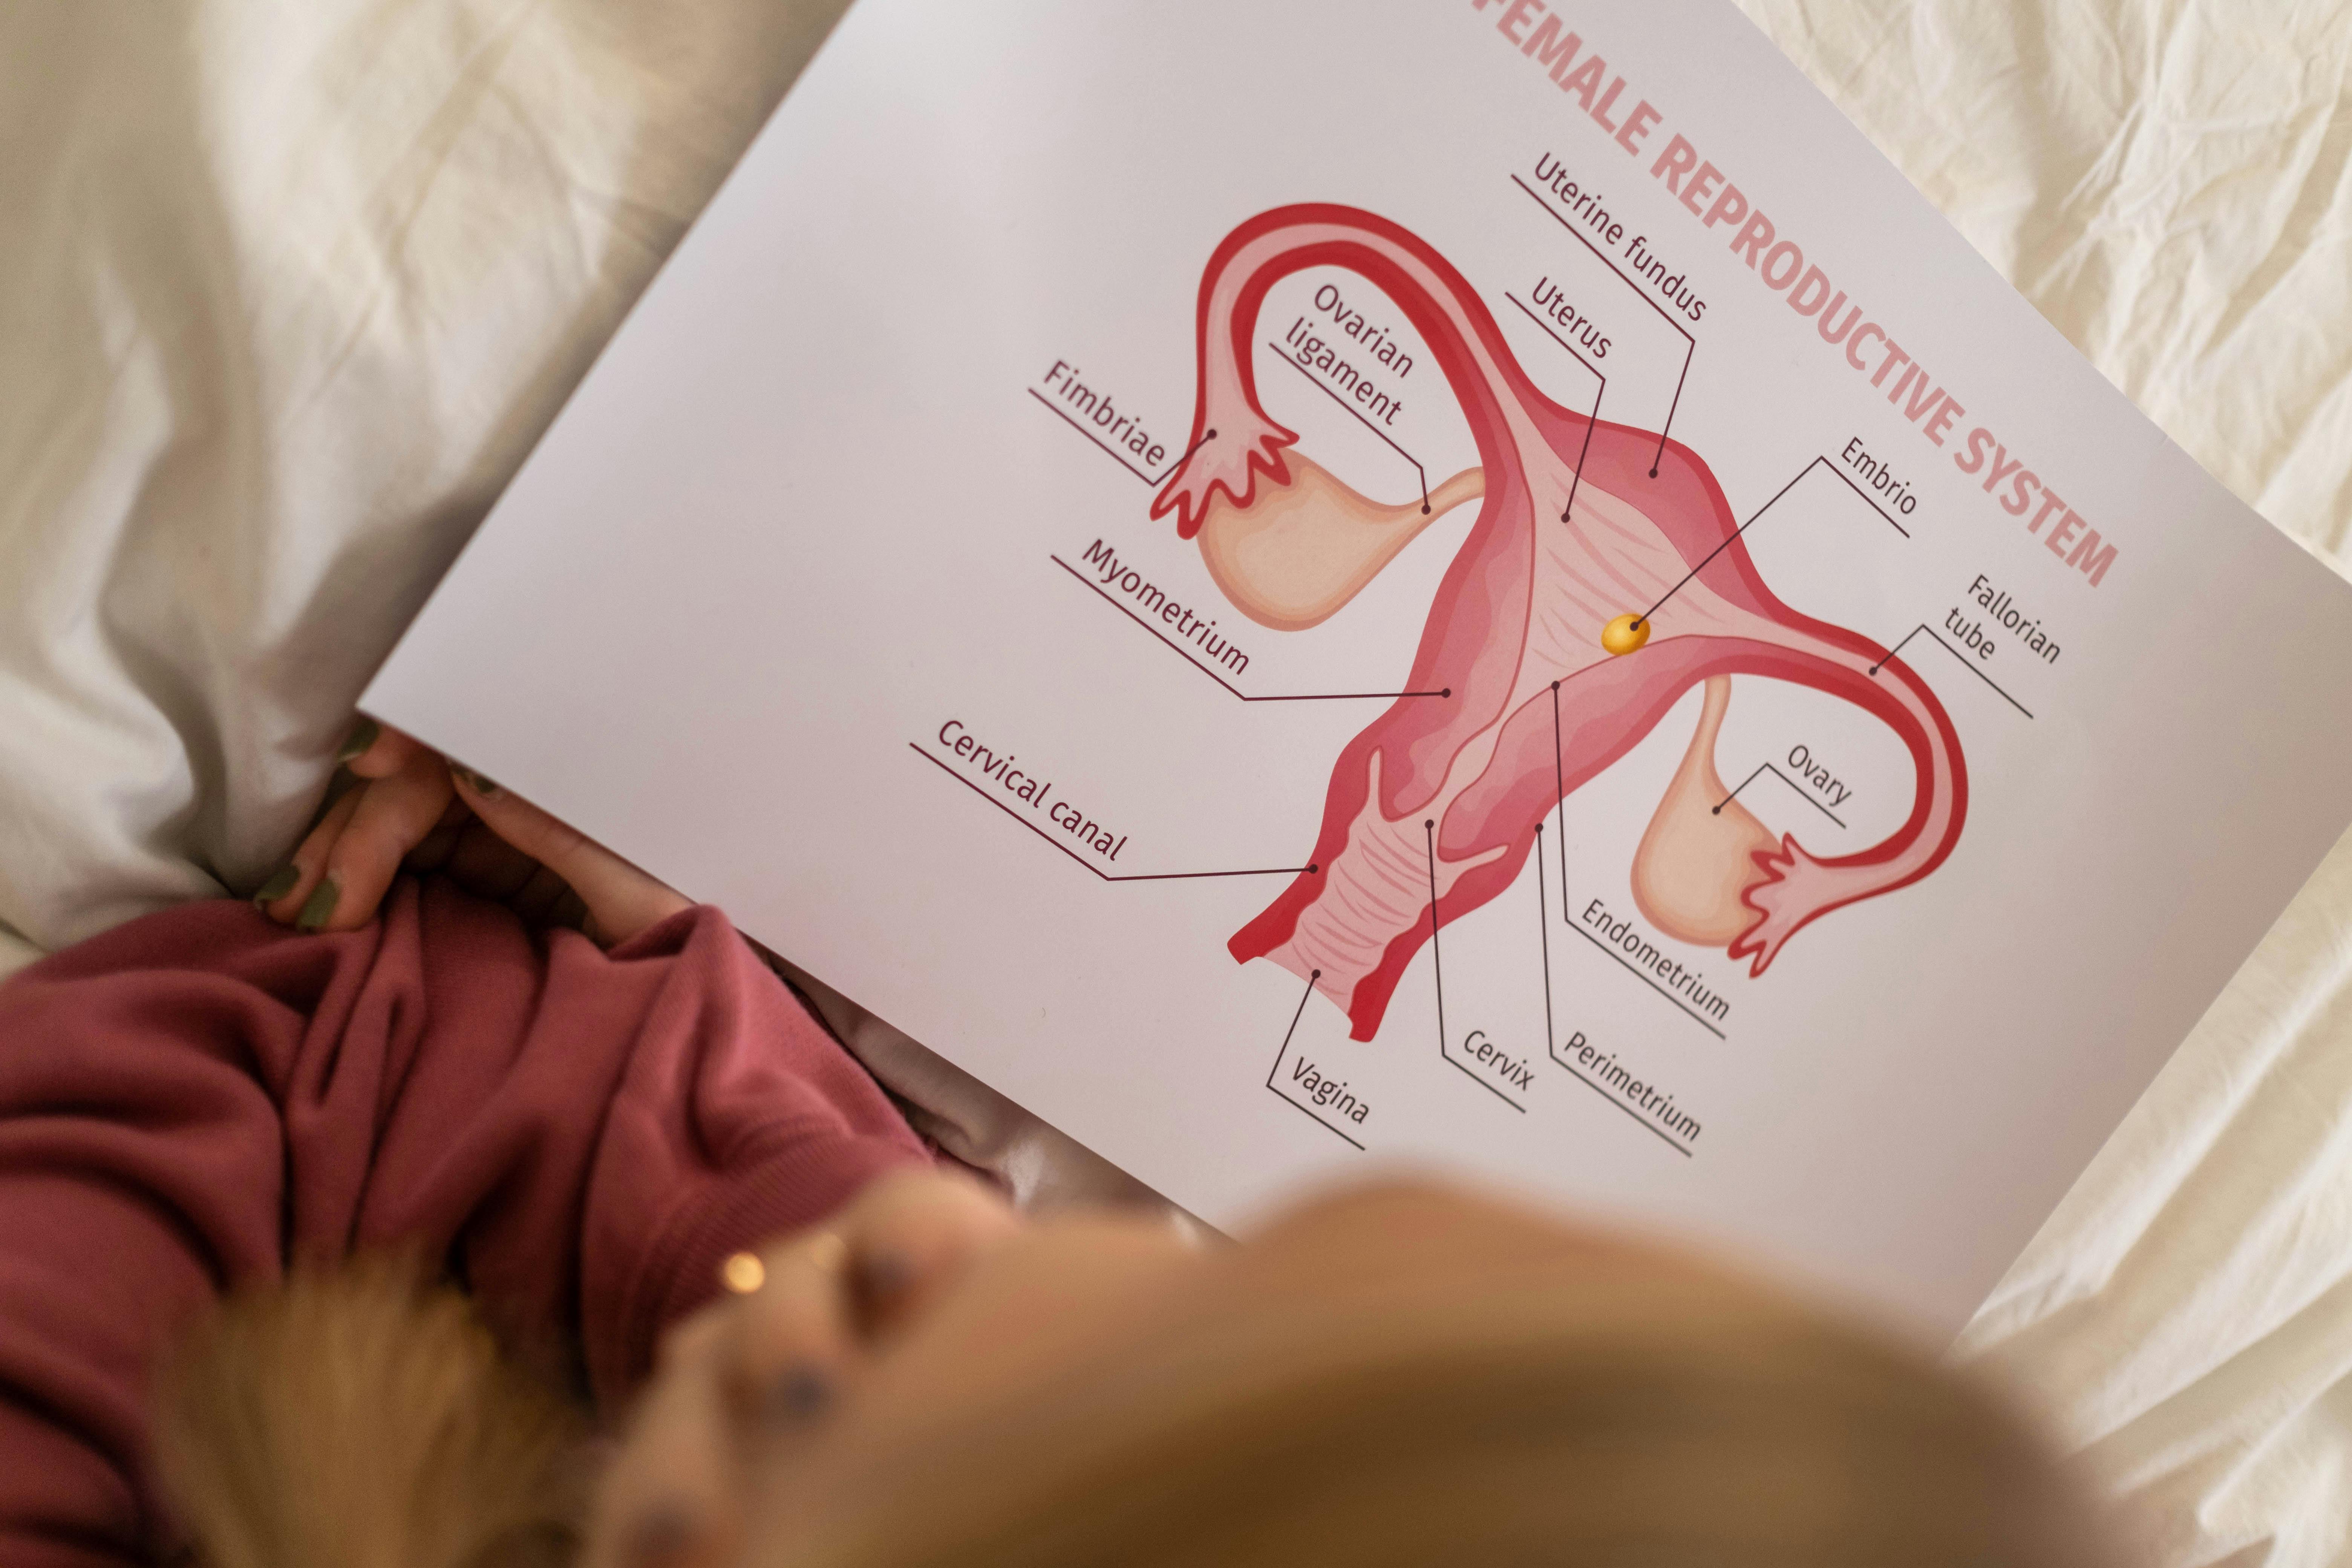 FEMALE REPRODUCTIVE SYSTEM
Uterine fundus
Uterus
Ovarian
ligament
Fimbriae
Embrio
Fallorian
tube
Myometrium
Ovary
Cervical canal
Endometrium
Perimetrium
Cervix
Vagina